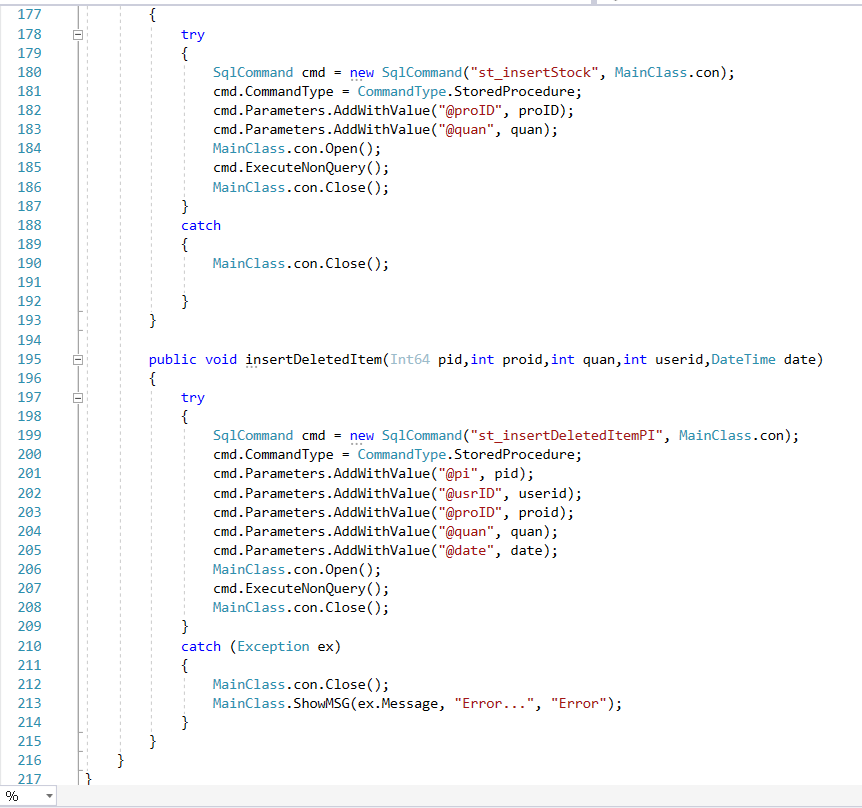 177 {
178 try
179 {
180 SqlCommand cmd = new SqlCommand("st_insertStock", MainClass.con);
181 cmd.CommandType = CommandType.StoredProcedure;
182 cmd.Parameters.AddWithValue("@proID", proID);
183 cmd.Parameters.AddWithValue("@quan", quan);
184 MainClass.con.Open();
185 cmd.ExecuteNonQuery();
186 MainClass.con.Close();
187 }
188 catch
189 {
190 MainClass.con.Close();
191
192 }
193 }
194
195 public void insertDeletedItem(Int64 pid,int proid,int quan,int userid,DateTime date)
196 {
197 try
198 {
199 SqlCommand cmd = new SqlCommand("st_insertDeletedItemPI", MainClass.con);
200 cmd.CommandType = CommandType.StoredProcedure;
201 cmd.Parameters.AddWithValue("@pi", pid);
202 cmd.Parameters.AddWithValue("@usrID", userid);
203 cmd.Parameters.AddWithValue("@proID", proid);
204 cmd.Parameters.AddWithValue("@quan", quan);
205 cmd.Parameters.AddWithValue("@date", date);
206 MainClass.con.Open();
207 cmd.ExecuteNonQuery();
208 MainClass.con.Close();
209 }
210 catch (Exception ex)
211 {
212 MainClass.con.Close();
213 MainClass.ShowMSG(ex.Message, "Error...", "Error");
214 }
215 }
216 }
217 }
%